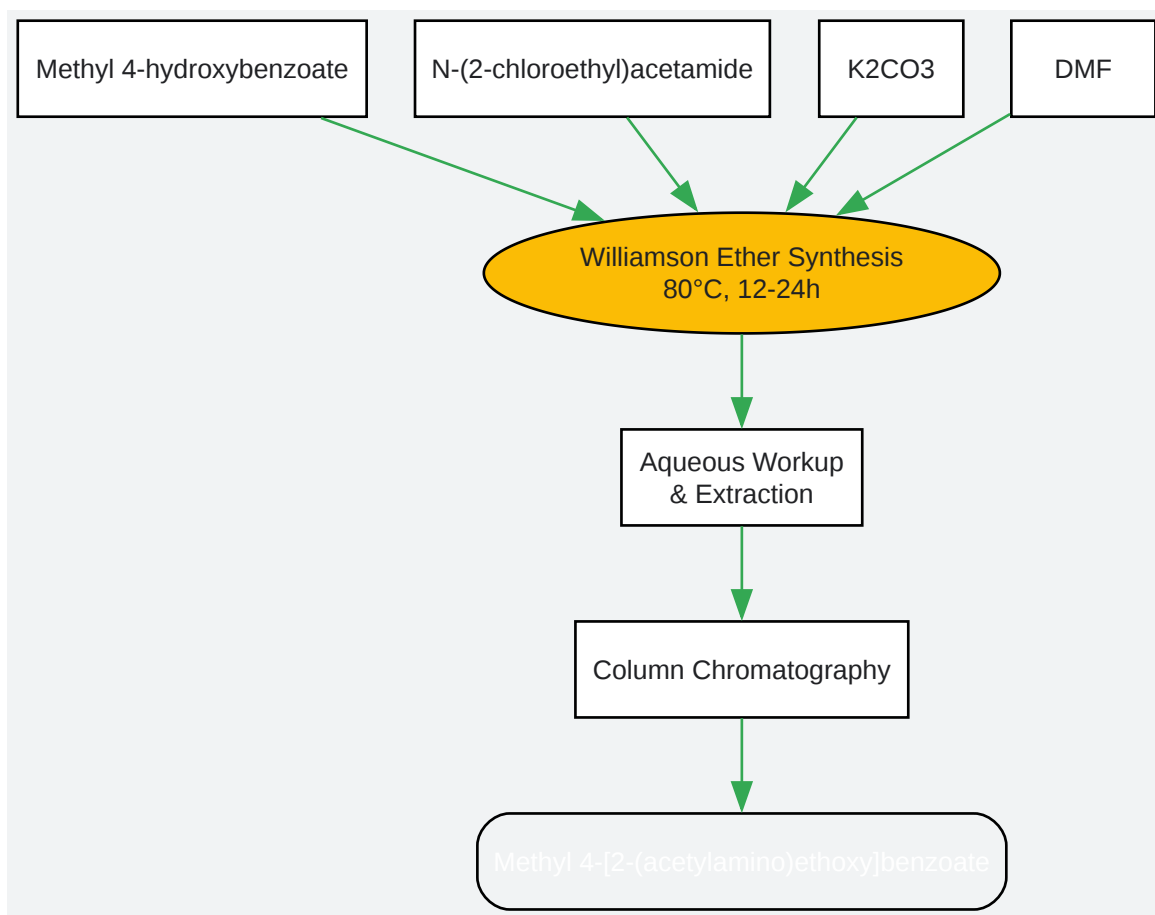 Methyl 4-hydroxybenzoate
N-(2-chloroethyl)acetamide
K2CO3
DMF
Williamson Ether Synthesis
80°C, 12-24h
Aqueous Workup
& Extraction
Column Chromatography
Methyl 4-[2-(acetylamino)ethoxy]benzoate